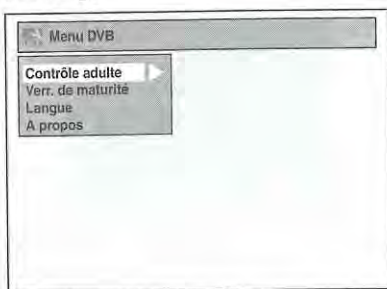 Menu DVB
Contrôle adulte
Verr. de maturité
Langue
A propos